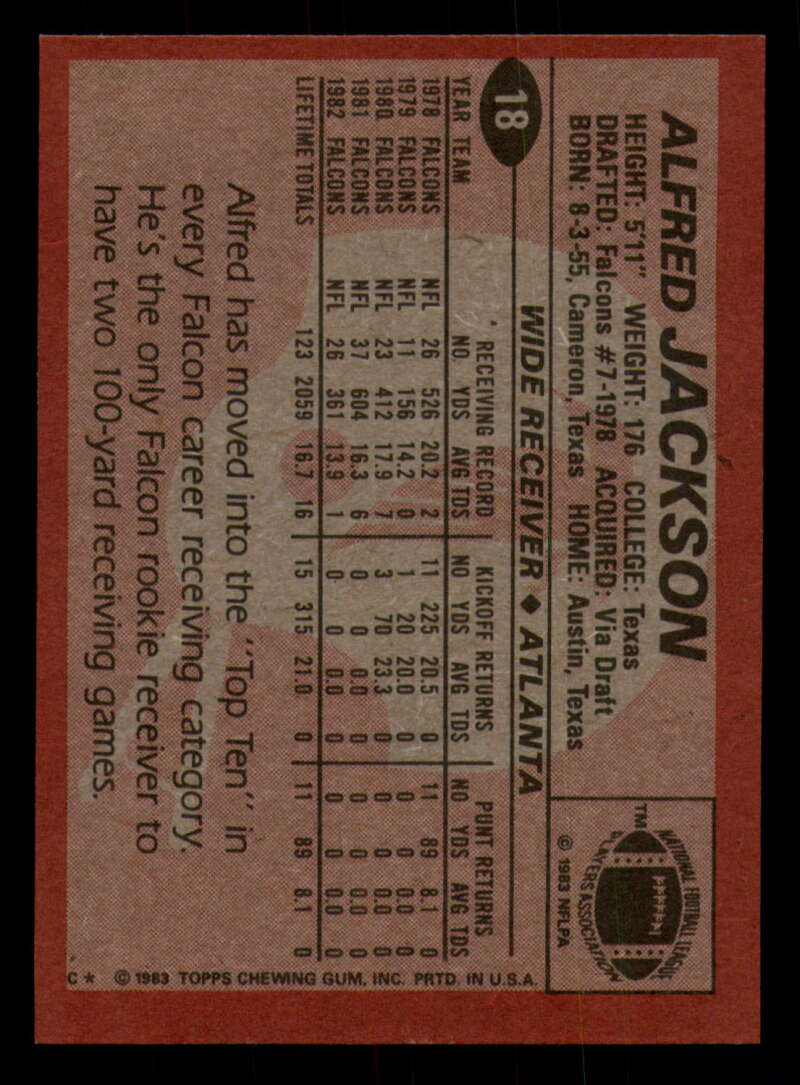 ALFRED JACKSON
HEIGHT: 5'11" WEIGHT: 176 COLLEGE: Texas
DRAFTED: Falcons #7-1978 ACQUIRED: Via Draft
BORN: 8-3-55, Cameron, Texas HOME: Austin, Texas
NATIONAL FOOTBALL LEAGUE
PLAYERS ASSOCIATION
TM
© 1983 NFLPA
18
WIDE RECEIVER ◆ ATLANTA
RECEIVING RECORD KICKOFF RETURNS PUNT RETURNS
YEAR TEAM NO YDS AVG TDS NO YDS AVG TDS NO YDS AVG TDS
1978 FALCONS NFL 26 526 20.2 2 11 225 20.5 0 11 89 8.1 0
1979 FALCONS NFL 11 156 14.2 0 1 20 20.0 0 0 0 0.0 0
1980 FALCONS NFL 23 412 17.9 7 3 70 23.3 0 0 0 0.0 0
1981 FALCONS NFL 37 604 16.3 6 0 0 0.0 0 0 0 0.0 0
1982 FALCONS NFL 26 361 13.9 1 0 0 0.0 0 0 0 0.0 0
LIFETIME TOTALS 123 2059 16.7 16 15 315 21.0 0 11 89 8.1 0
Alfred has moved into the "Top Ten" in
every Falcon career receiving category.
He's the only Falcon rookie receiver to
have two 100-yard receiving games.
C* © 1983 TOPPS CHEWING GUM, INC. PRTD. IN U.S.A.